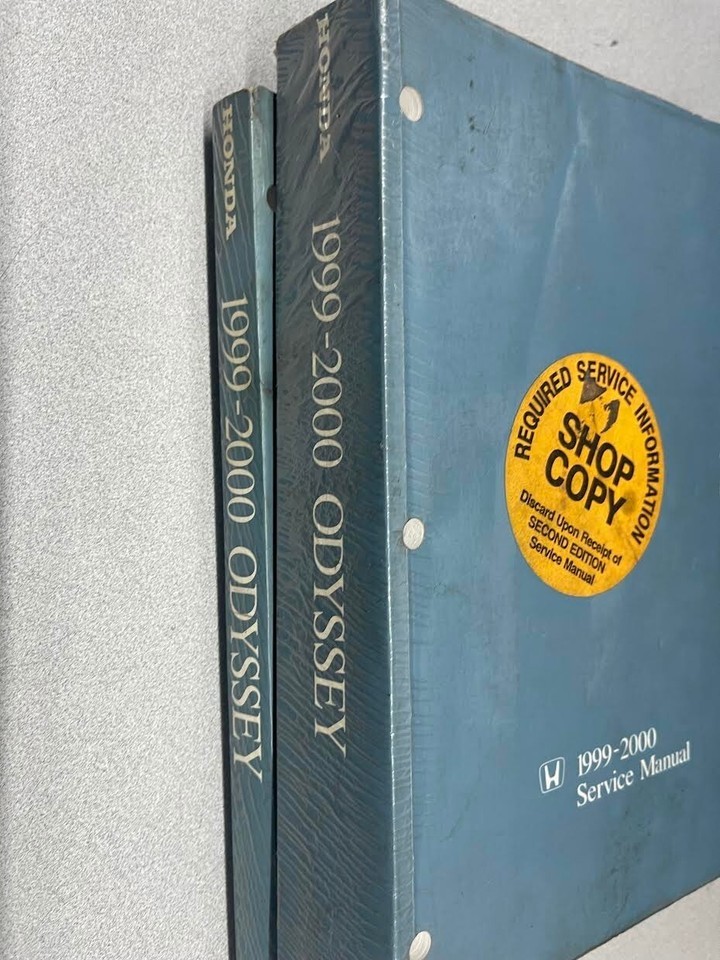 HONDA
1999-2000 ODYSSEY
HONDA
1999-2000 ODYSSEY
REQUIRED SERVICE INFORMATION
SHOP
COPY
Discard Upon Receipt of
SECOND EDITION
Service Manual
1999-2000
Service Manual